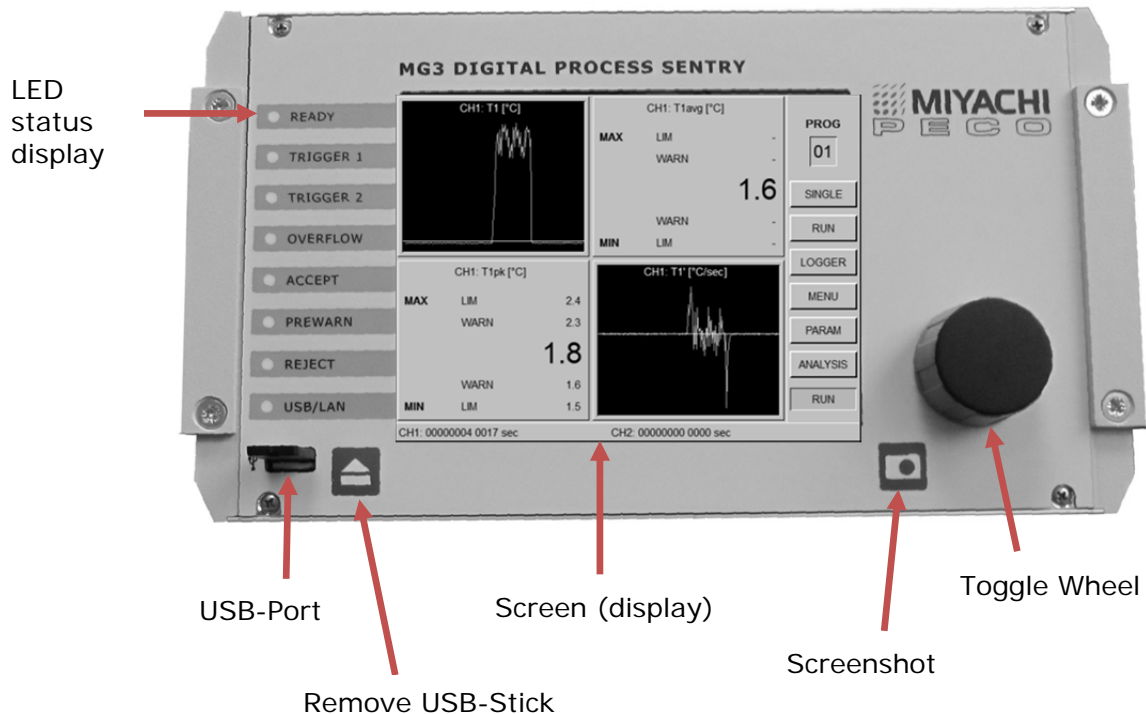 MG3 DIGITAL PROCESS SENTRY
MIYACHI
PECO
LED
status
display
READY
TRIGGER 1
TRIGGER 2
OVERFLOW
ACCEPT
PREWARN
REJECT
USB/LAN
CH1: T1 [°C]
CH1: T1avg [°C]
MAX LIM -
WARN -
1.6
WARN -
MIN LIM -
CH1: T1pk [°C]
MAX LIM 2.4
WARN 2.3
1.8
WARN 1.6
MIN LIM 1.5
CH1: T1' [°C/sec]
PROG
01
SINGLE
RUN
LOGGER
MENU
PARAM
ANALYSIS
RUN
CH1: 00000004 0017 sec CH2: 00000000 0000 sec
USB-Port
Screen (display)
Toggle Wheel
Screenshot
Remove USB-Stick